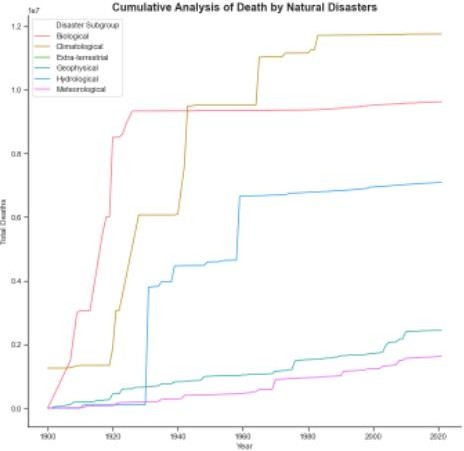 Cumulative Analysis of Death by Natural Disasters
1e7
1.2
1.0
0.8
0.6
0.4
0.2
0.0
Total Deaths
Disaster Subgroup
Biological
Climatological
Extra-terrestrial
Geophysical
Hydrological
Meteorological
1900 1920 1940 1960 1980 2000 2020
Year